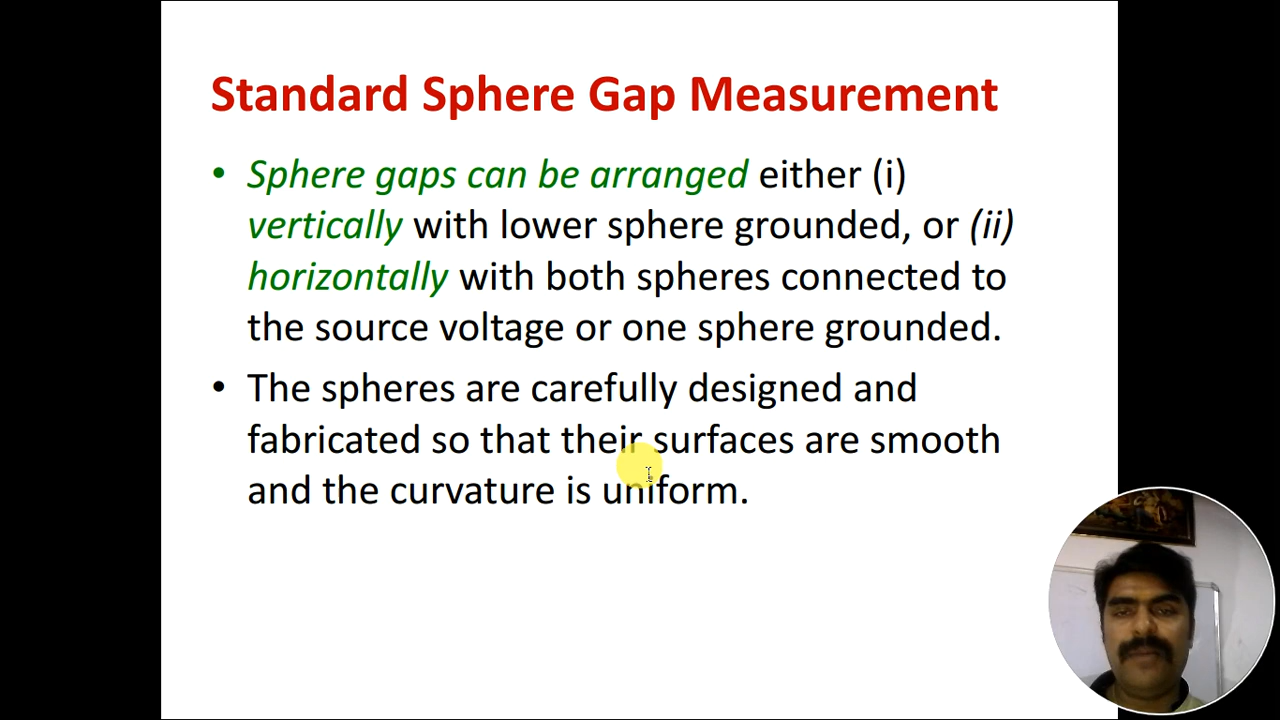 Standard Sphere Gap Measurement
• Sphere gaps can be arranged either (i)
vertically with lower sphere grounded, or (ii)
horizontally with both spheres connected to
the source voltage or one sphere grounded.
• The spheres are carefully designed and
fabricated so that their surfaces are smooth
and the curvature is uniform.